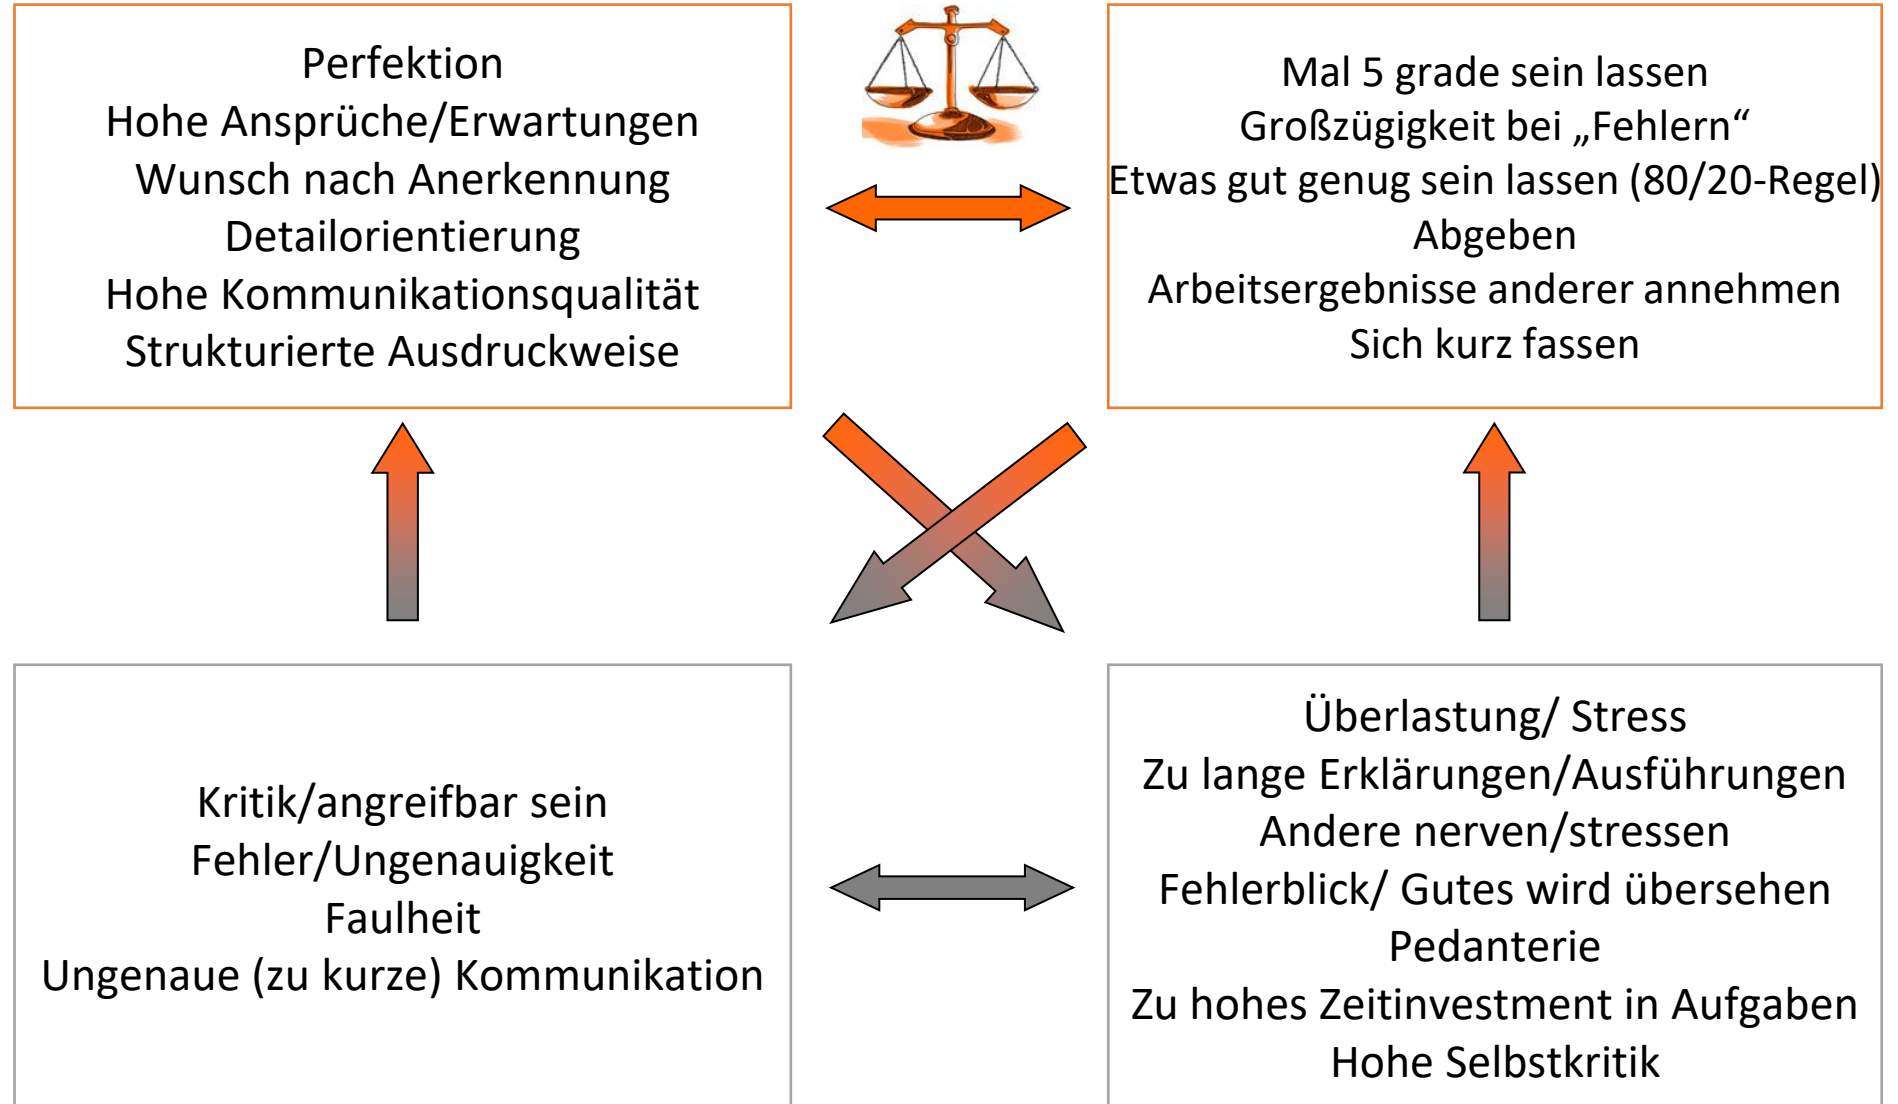 Perfektion
Hohe Ansprüche/Erwartungen
Wunsch nach Anerkennung
Detailorientierung
Hohe Kommunikationsqualität
Strukturierte Ausdruckweise
Mal 5 grade sein lassen
Großzügigkeit bei „Fehlern“
Etwas gut genug sein lassen (80/20-Regel)
Abgeben
Arbeitsergebnisse anderer annehmen
Sich kurz fassen
Kritik/angreifbar sein
Fehler/Ungenauigkeit
Faulheit
Ungenaue (zu kurze) Kommunikation
Überlastung/ Stress
Zu lange Erklärungen/Ausführungen
Andere nerven/stressen
Fehlerblick/ Gutes wird übersehen
Pedanterie
Zu hohes Zeitinvestment in Aufgaben
Hohe Selbstkritik